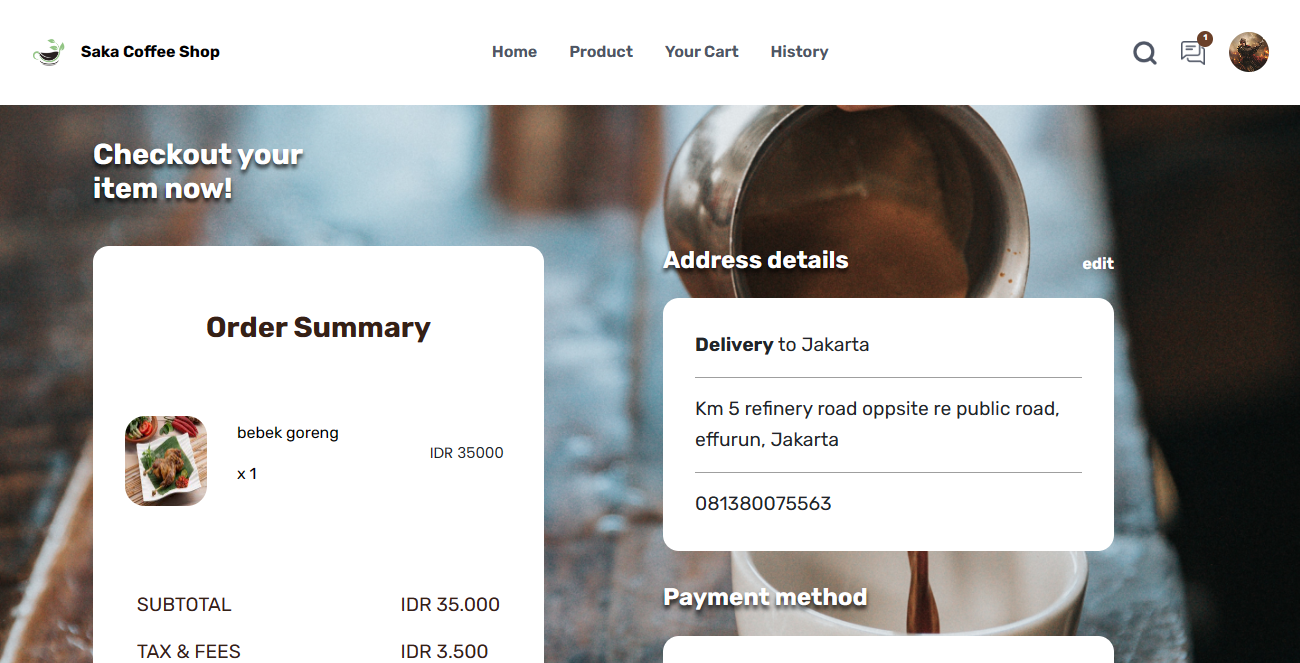 Saka Coffee Shop
Home
Product
Your Cart
History
1
Checkout your
item now!
Order Summary
bebek goreng
x 1
IDR 35000
SUBTOTAL
IDR 35.000
TAX & FEES
IDR 3.500
Address details
edit
Delivery to Jakarta
Km 5 refinery road oppsite re public road,
effurun, Jakarta
081380075563
Payment method